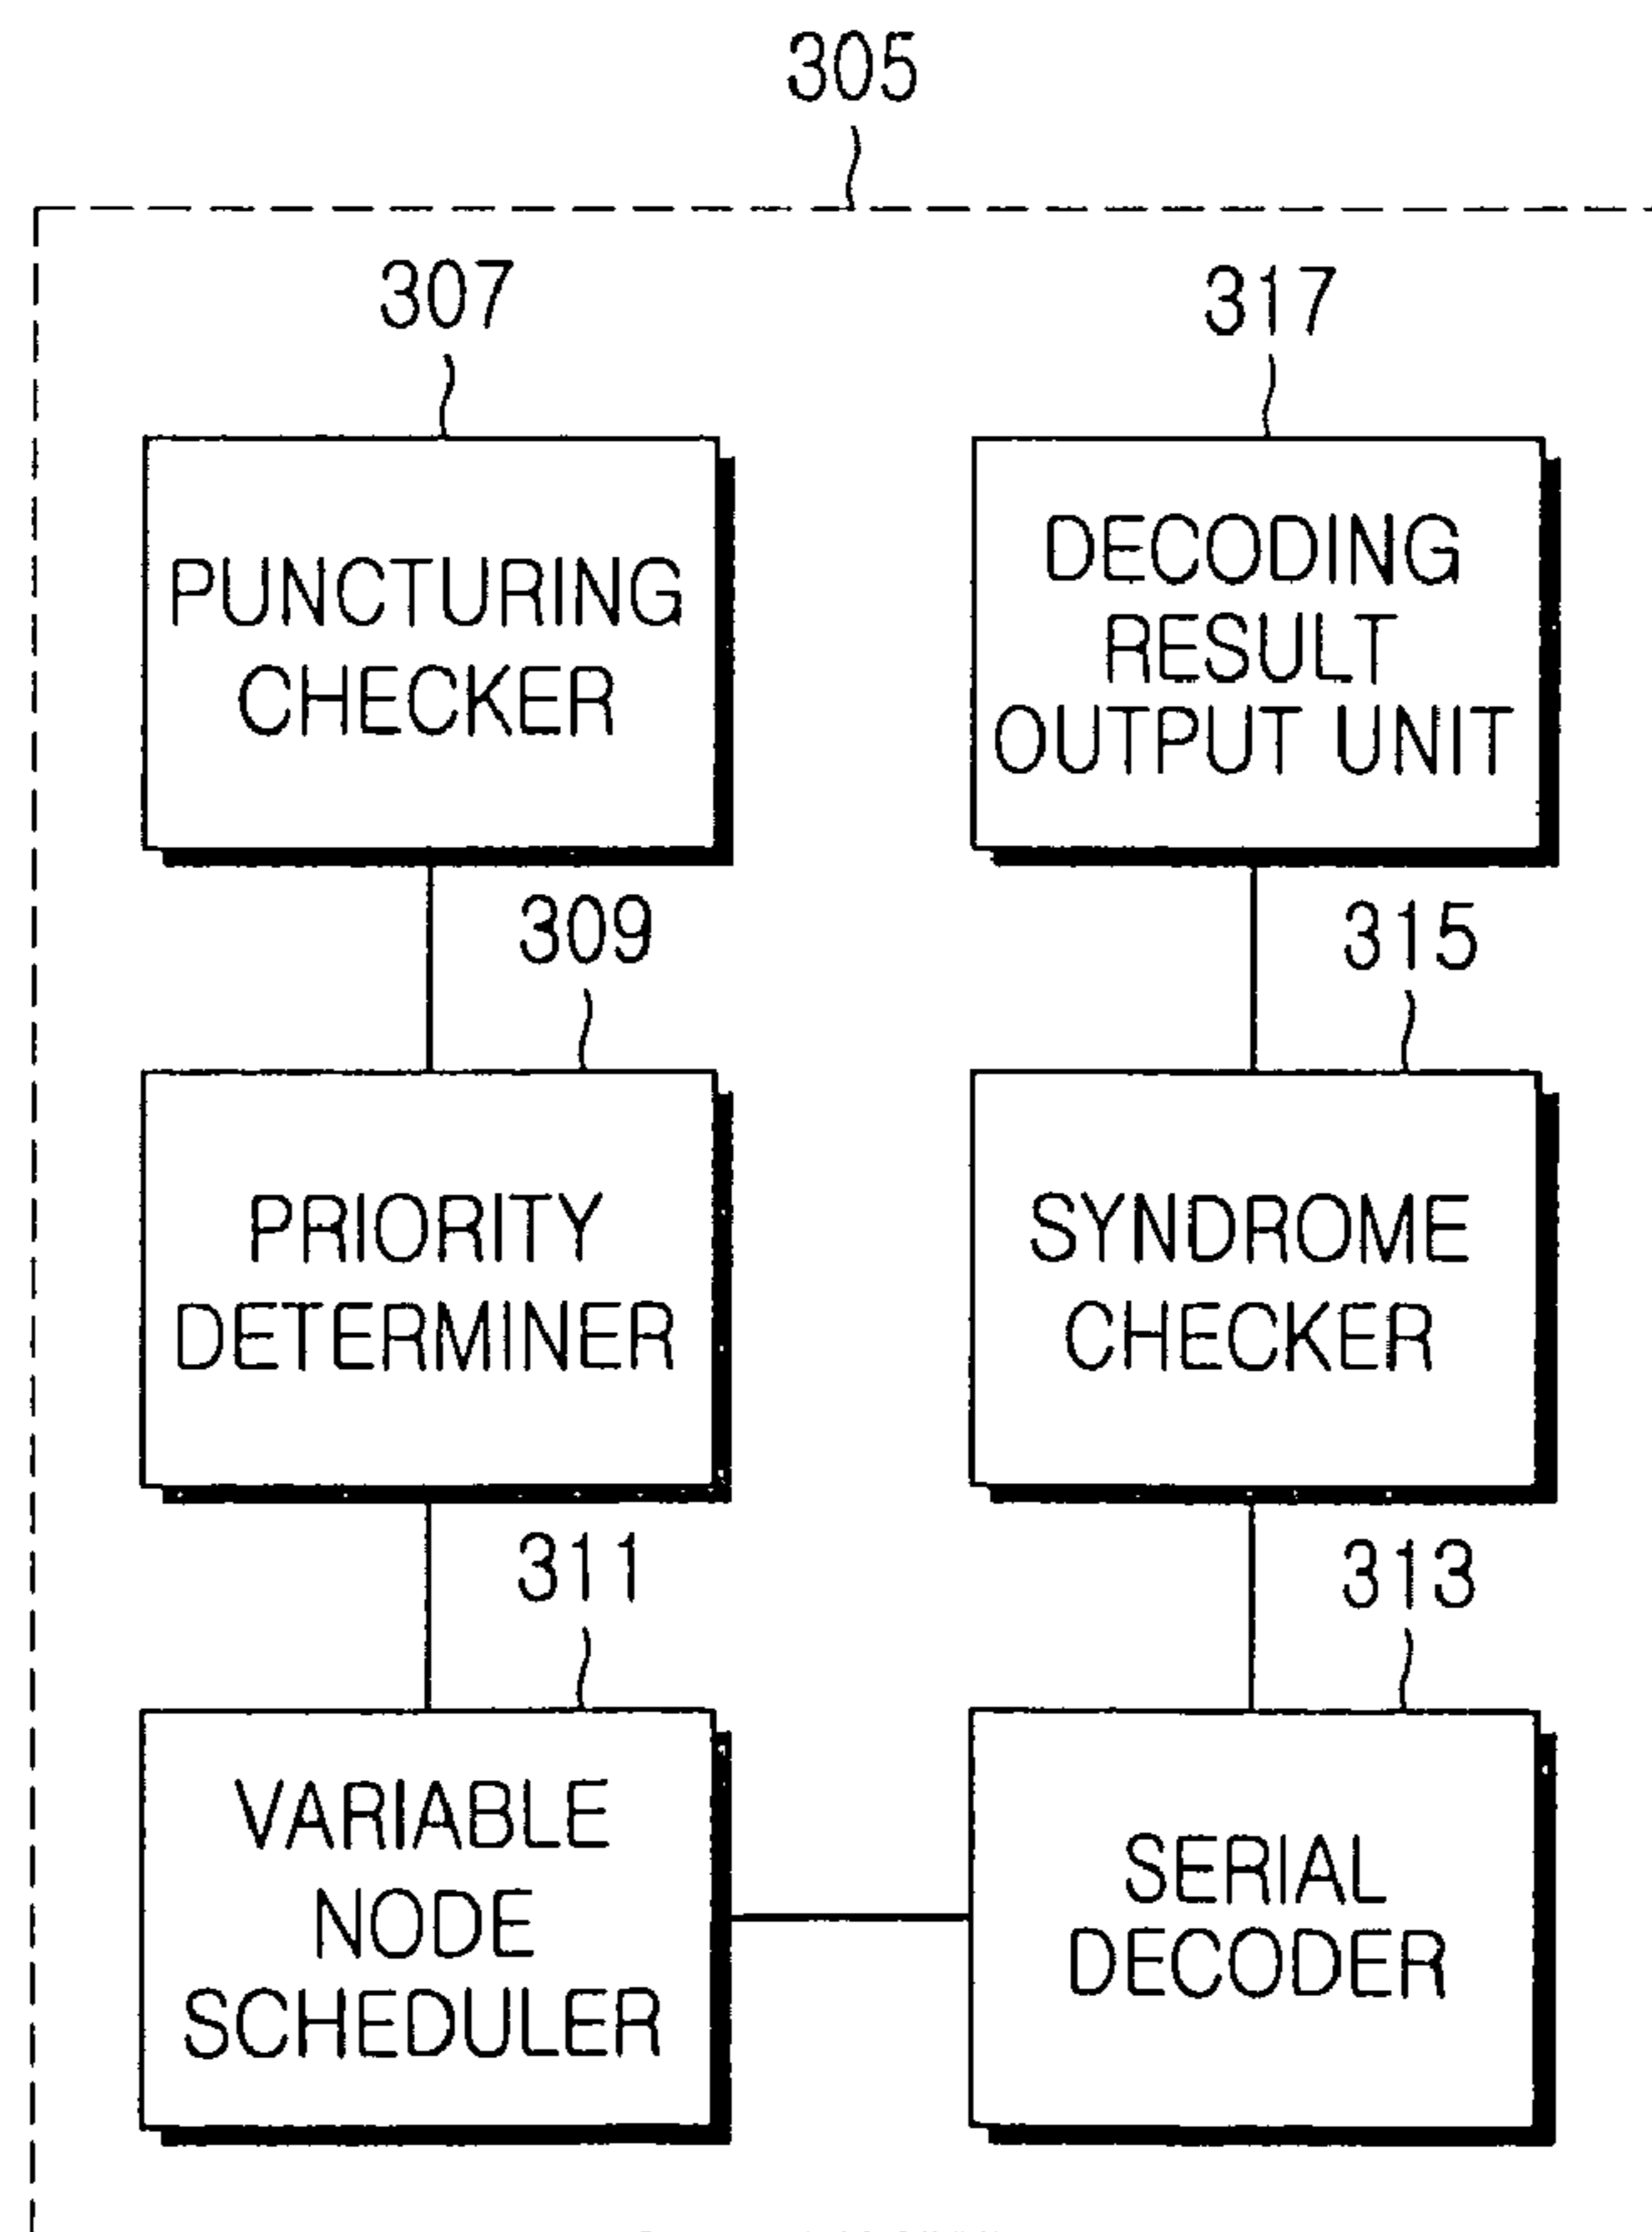 305
307
317
PUNCTURING
CHECKER
DECODING
RESULT
OUTPUT UNIT
309
315
PRIORITY
DETERMINER
SYNDROME
CHECKER
311
313
VARIABLE
NODE
SCHEDULER
SERIAL
DECODER